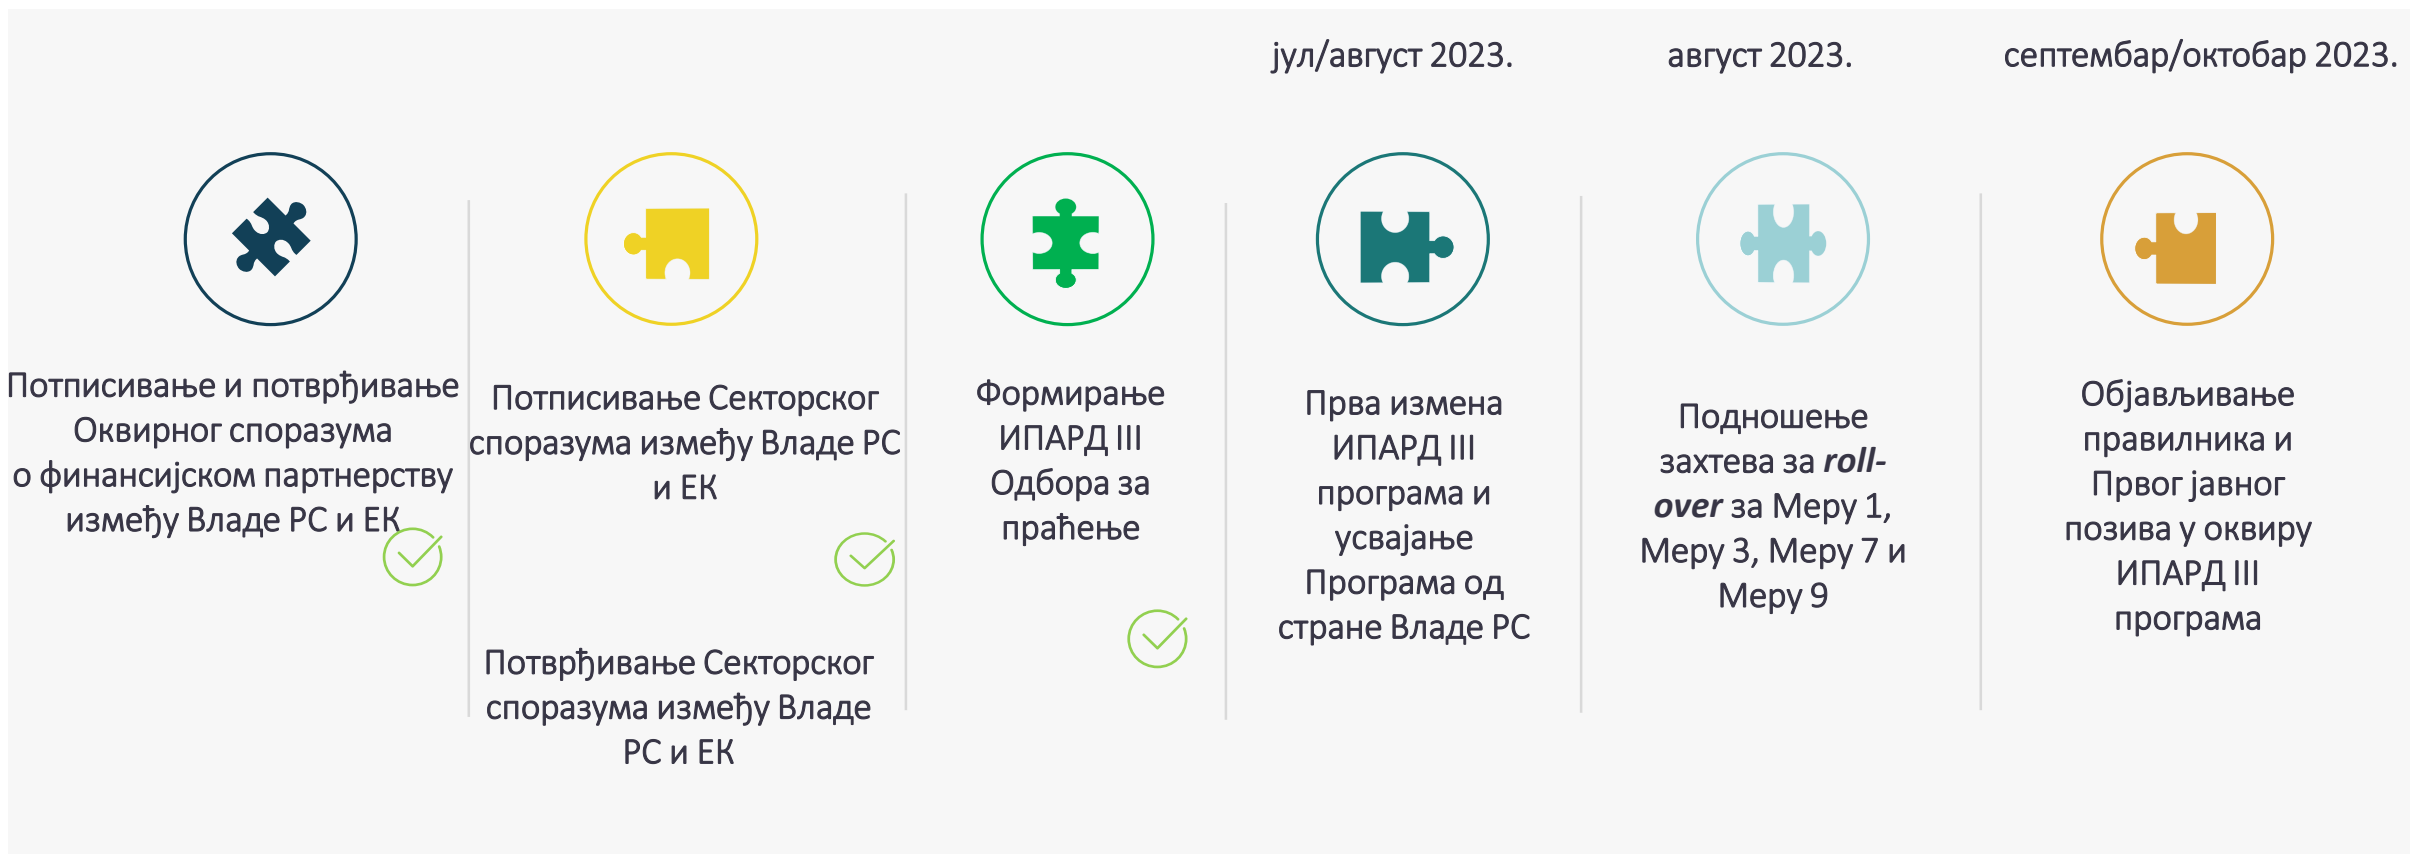 јул/август 2023.
август 2023.
септембар/октобар 2023.
Потписивање и потврђивање
Оквирног споразума
о финансијском партнерству
између Владе РС и ЕК
Потписивање Секторског
споразума између Владе РС
и ЕК
Потврђивање Секторског
споразума између Владе
РС и ЕК
Формирање
ИПАРД III
Одбора за
праћење
Прва измена
ИПАРД III
програма и
усвајање
Програма од
стране Владе РС
Подношење
захтева за roll-
over за Меру 1,
Меру 3, Меру 7 и
Меру 9
Објављивање
правилника и
Првог јавног
позива у оквиру
ИПАРД III
програма